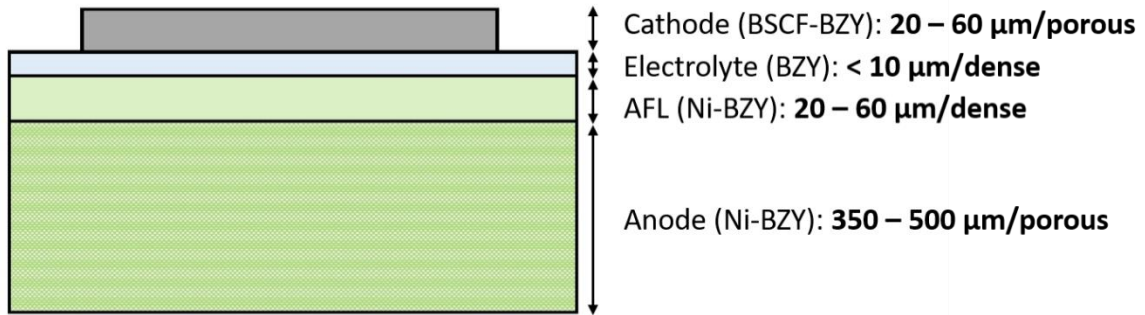 Cathode (BSCF-BZY): 20 – 60 μm/porous
Electrolyte (BZY): < 10 μm/dense
AFL (Ni-BZY): 20 – 60 μm/dense
Anode (Ni-BZY): 350 – 500 μm/porous